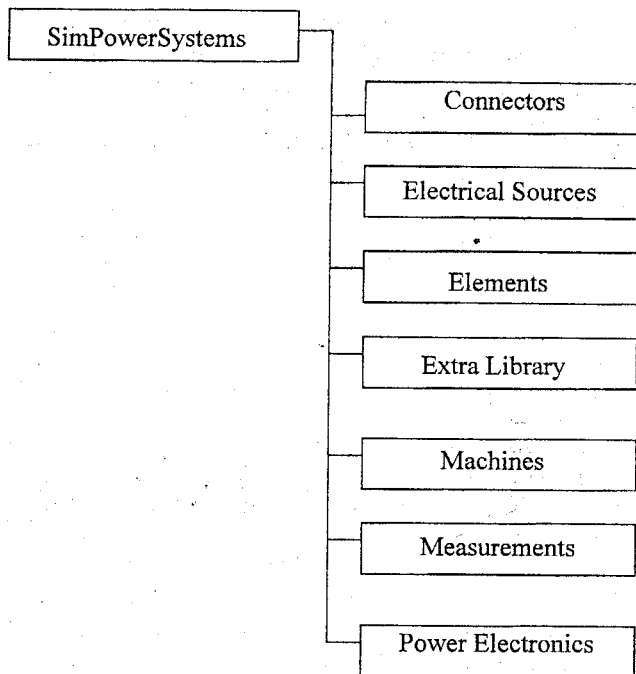 SimPowerSystems
Connectors
Electrical Sources
Elements
Extra Library
Machines
Measurements
Power Electronics